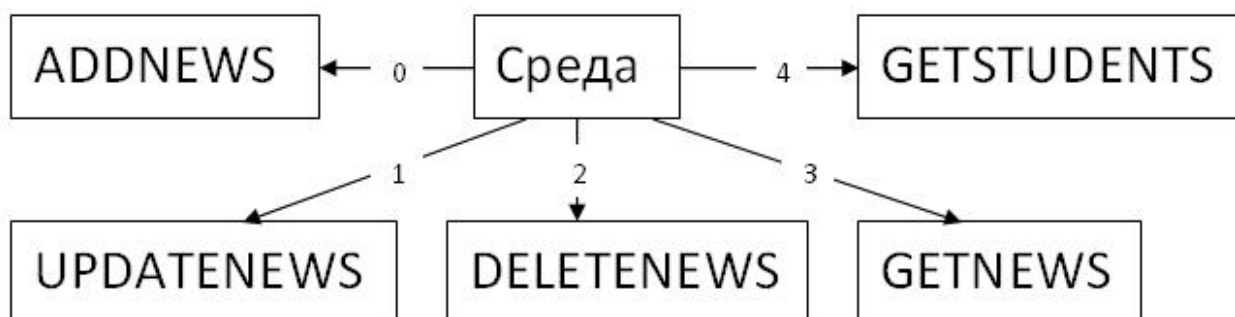 ADDNEWS
0
Среда
4
GETSTUDENTS
1
2
3
UPDATENEWS
DELETENEWS
GETNEWS